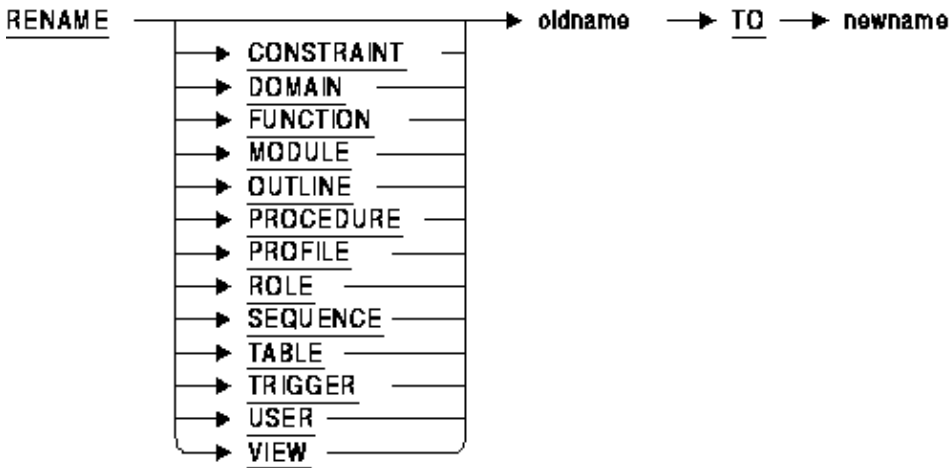 RENAME oldname TO newname
CONSTRAINT
DOMAIN
FUNCTION
MODULE
OUTLINE
PROCEDURE
PROFILE
ROLE
SEQUENCE
TABLE
TRIGGER
USER
VIEW